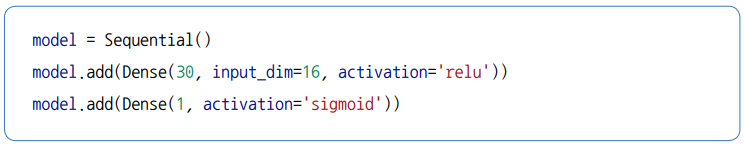 model = Sequential()
model.add(Dense(30, input_dim=16, activation='relu'))
model.add(Dense(1, activation='sigmoid'))